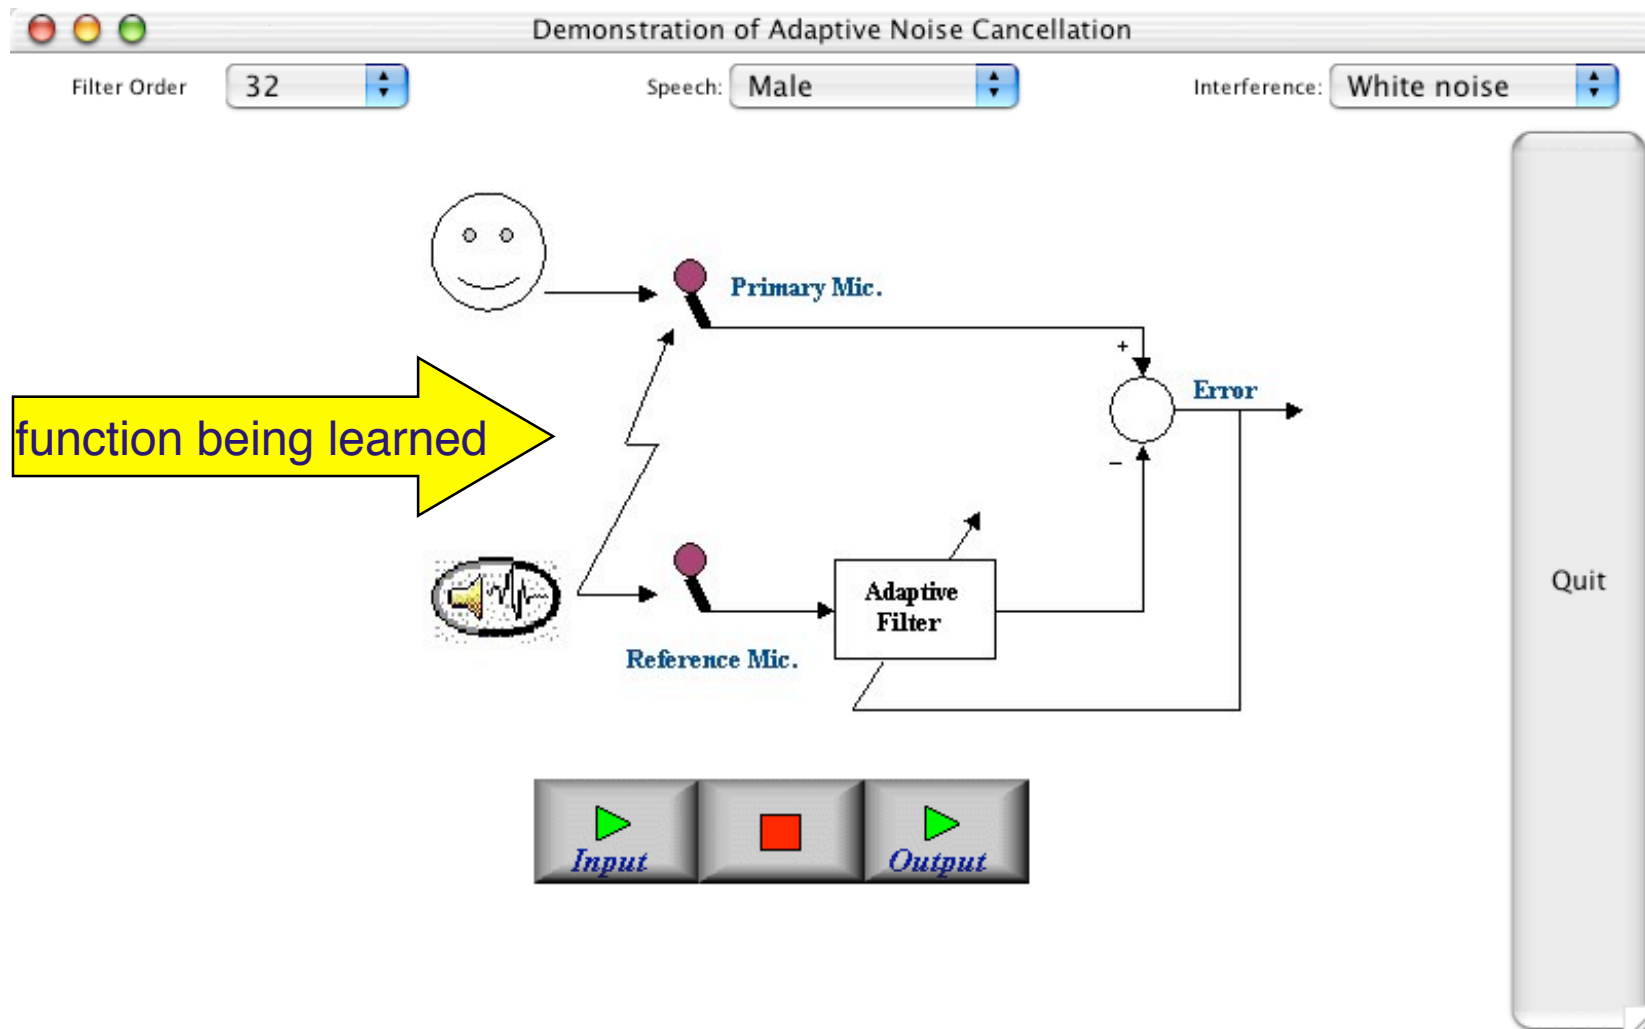 Demonstration of Adaptive Noise Cancellation
Filter Order 32 Speech: Male Interference: White noise
Primary Mic.
+
Error
function being learned
–
Adaptive
Filter
Quit
Reference Mic.
Input Output